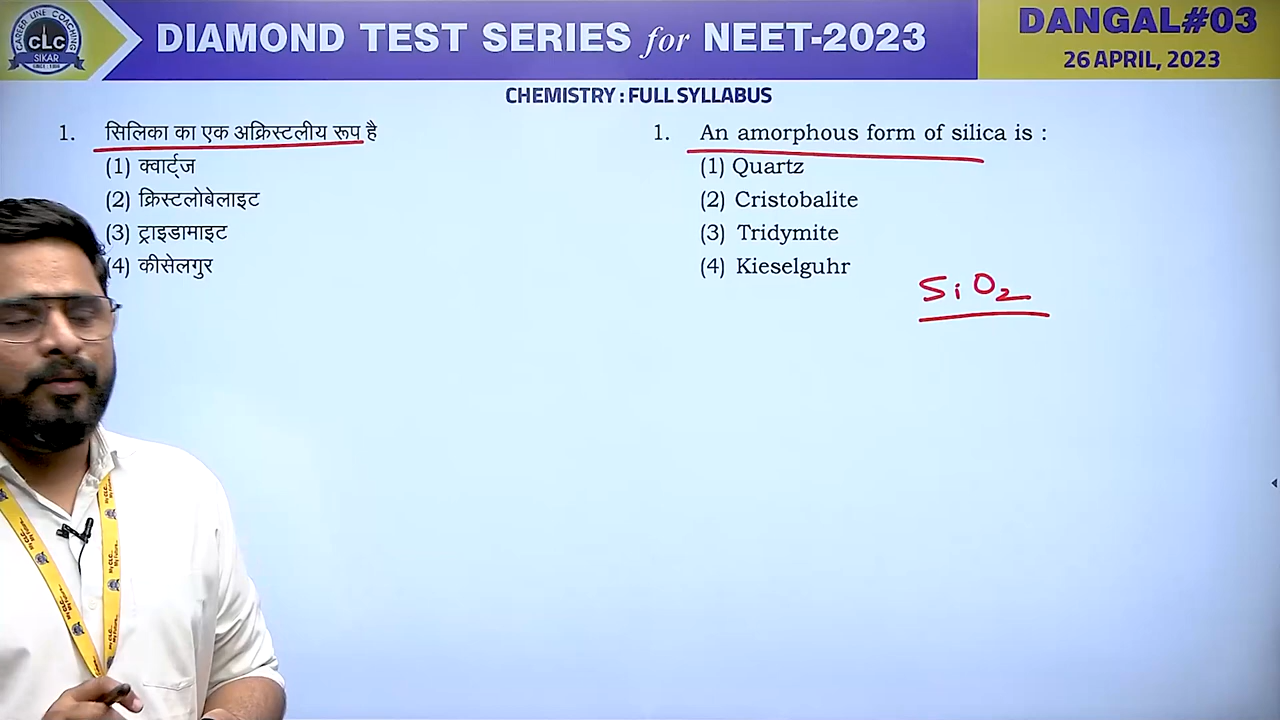 CAREER LINE COACHING
CLC
SIKAR
SINCE : 1996
DIAMOND TEST SERIES for NEET-2023
DANGAL#03
26 APRIL, 2023
CHEMISTRY : FULL SYLLABUS
1. सिलिका का एक अक्रिस्टलीय रूप है
(1) क्वार्ट्ज
(2) क्रिस्टलोबेलाइट
(3) ट्राइडामाइट
(4) कीसेलगुर
1. An amorphous form of silica is :
(1) Quartz
(2) Cristobalite
(3) Tridymite
(4) Kieselguhr
SiO2